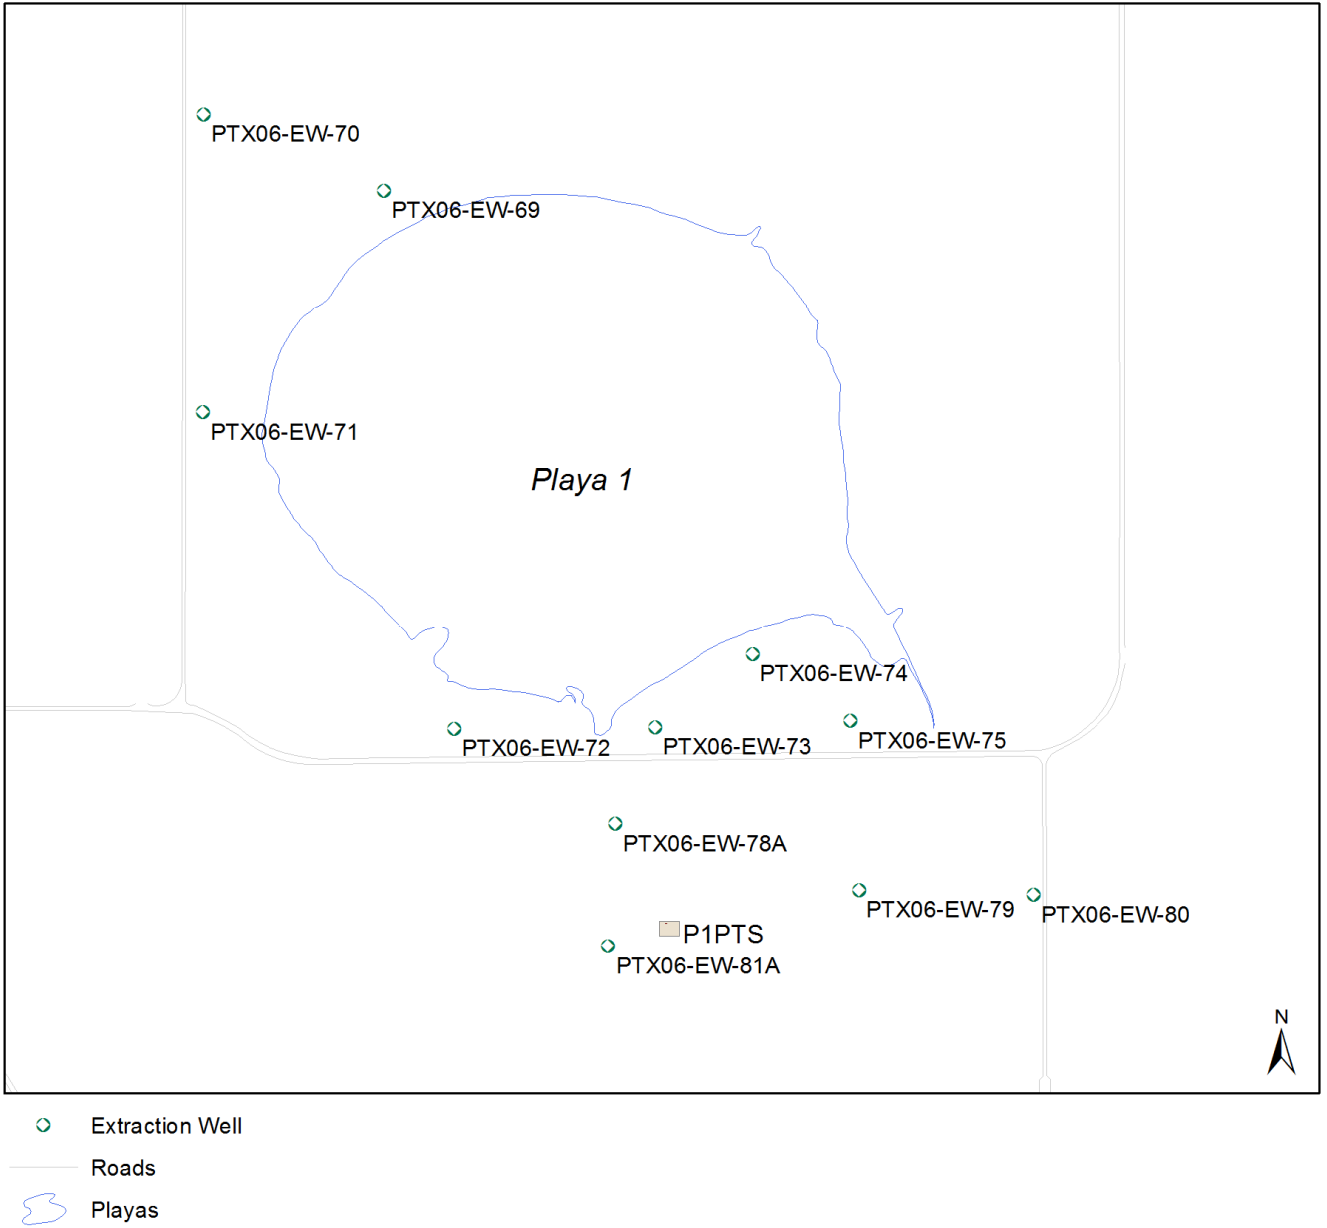 PTX06-EW-70
PTX06-EW-69
PTX06-EW-71
Playa 1
PTX06-EW-74
PTX06-EW-75
PTX06-EW-72
PTX06-EW-73
PTX06-EW-78A
PTX06-EW-79
PTX06-EW-80
P1PTS
PTX06-EW-81A
N
Extraction Well
Roads
Playas